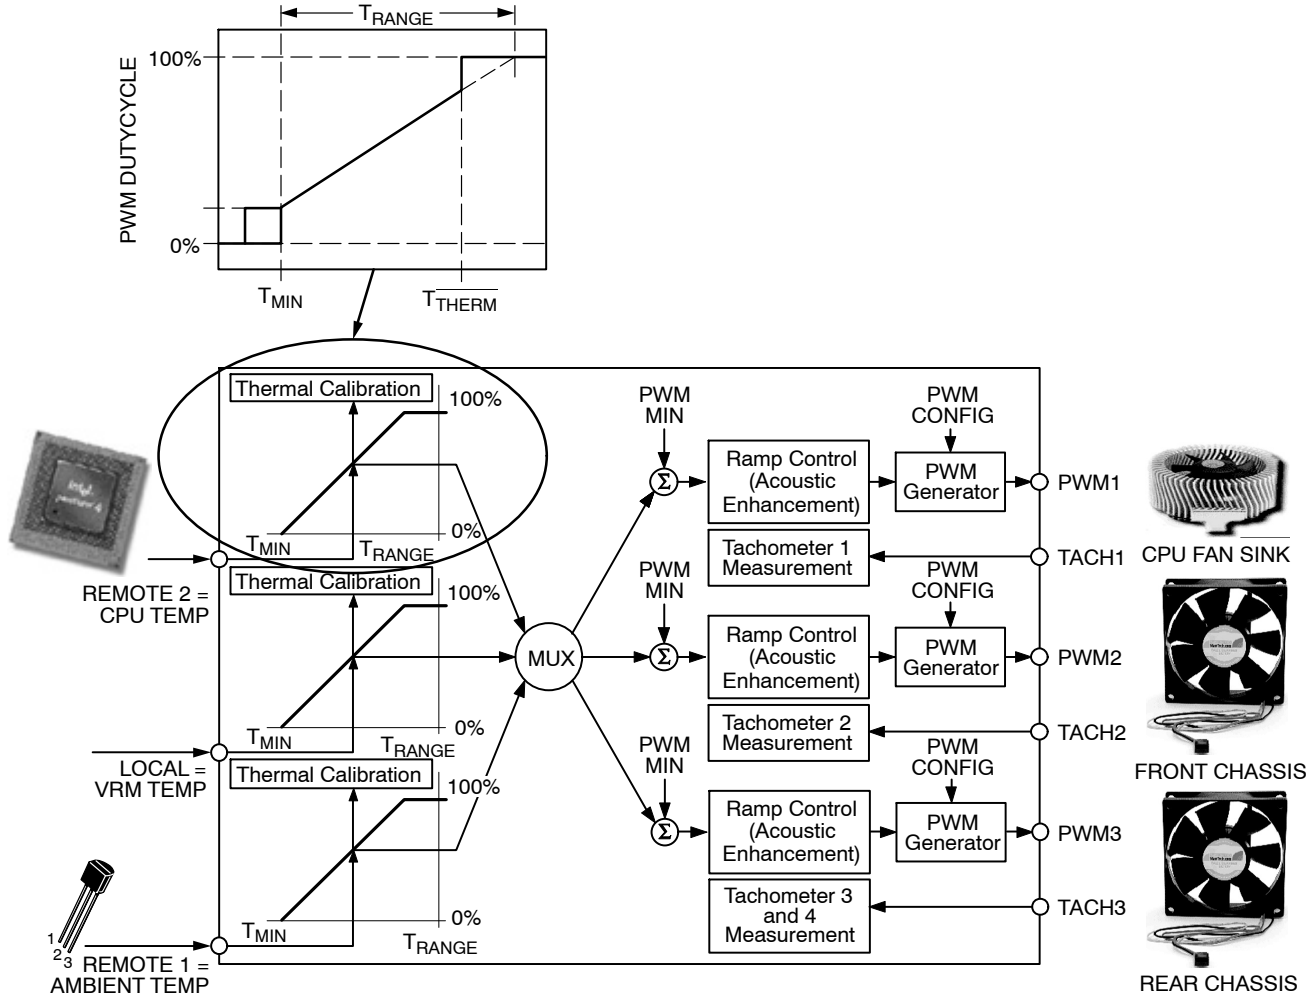 TRANGE
100%
PWM DUTYCYCLE
0%
TMIN
TTHERM
Thermal Calibration
100%
0%
TMIN
TRANGE
REMOTE 2 =
CPU TEMP
Thermal Calibration
100%
0%
TMIN
TRANGE
LOCAL =
VRM TEMP
Thermal Calibration
100%
0%
TMIN
TRANGE
1
2
3
REMOTE 1 =
AMBIENT TEMP
MUX
PWM
MIN
Σ
Ramp Control
(Acoustic
Enhancement)
PWM
CONFIG
PWM
Generator
PWM1
Tachometer 1
Measurement
TACH1
CPU FAN SINK
PWM
MIN
Σ
Ramp Control
(Acoustic
Enhancement)
PWM
CONFIG
PWM
Generator
PWM2
Tachometer 2
Measurement
TACH2
FRONT CHASSIS
PWM
MIN
Σ
Ramp Control
(Acoustic
Enhancement)
PWM
CONFIG
PWM
Generator
PWM3
Tachometer 3
and 4
Measurement
TACH3
REAR CHASSIS
intel